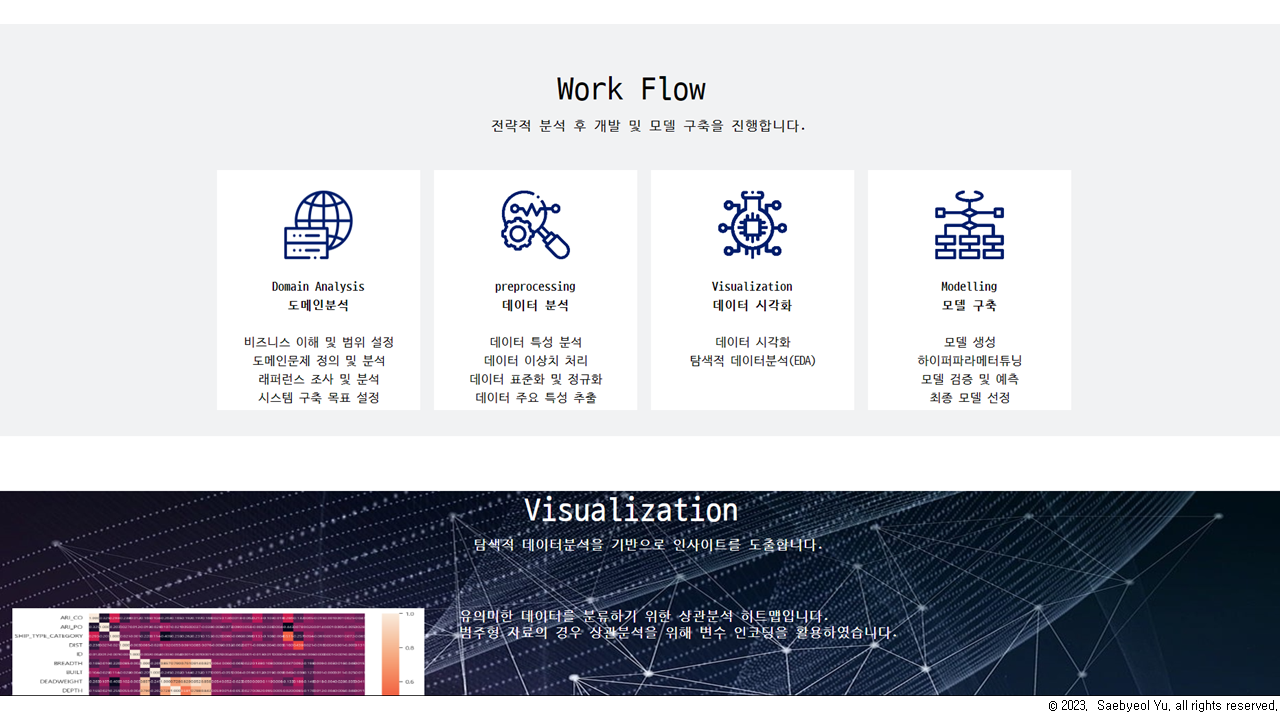 Work Flow
전략적 분석 후 개발 및 모델 구축을 진행합니다.
Domain Analysis
도메인분석
비즈니스 이해 및 범위 설정
도메인문제 정의 및 분석
래퍼런스 조사 및 분석
시스템 구축 목표 설정
preprocessing
데이터 분석
데이터 특성 분석
데이터 이상치 처리
데이터 표준화 및 정규화
데이터 주요 특성 추출
Visualization
데이터 시각화
데이터 시각화
탐색적 데이터분석(EDA)
Modelling
모델 구축
모델 생성
하이퍼파라메터튜닝
모델 검증 및 예측
최종 모델 선정
Visualization
탐색적 데이터분석을 기반으로 인사이트를 도출합니다.
유의미한 데이터를 분류하기 위한 상관분석 히트맵입니다.
범주형 자료의 경우 상관분석을 위해 변수 인코딩을 활용하였습니다.
ARI_CO
ARI_PO
SHIP_TYPE_CATEGORY
DIST
ID
BREADTH
BUILT
DEADWEIGHT
DEPTH
1.0
0.8
0.6
© 2023. Saebyeol Yu. all rights reserved.